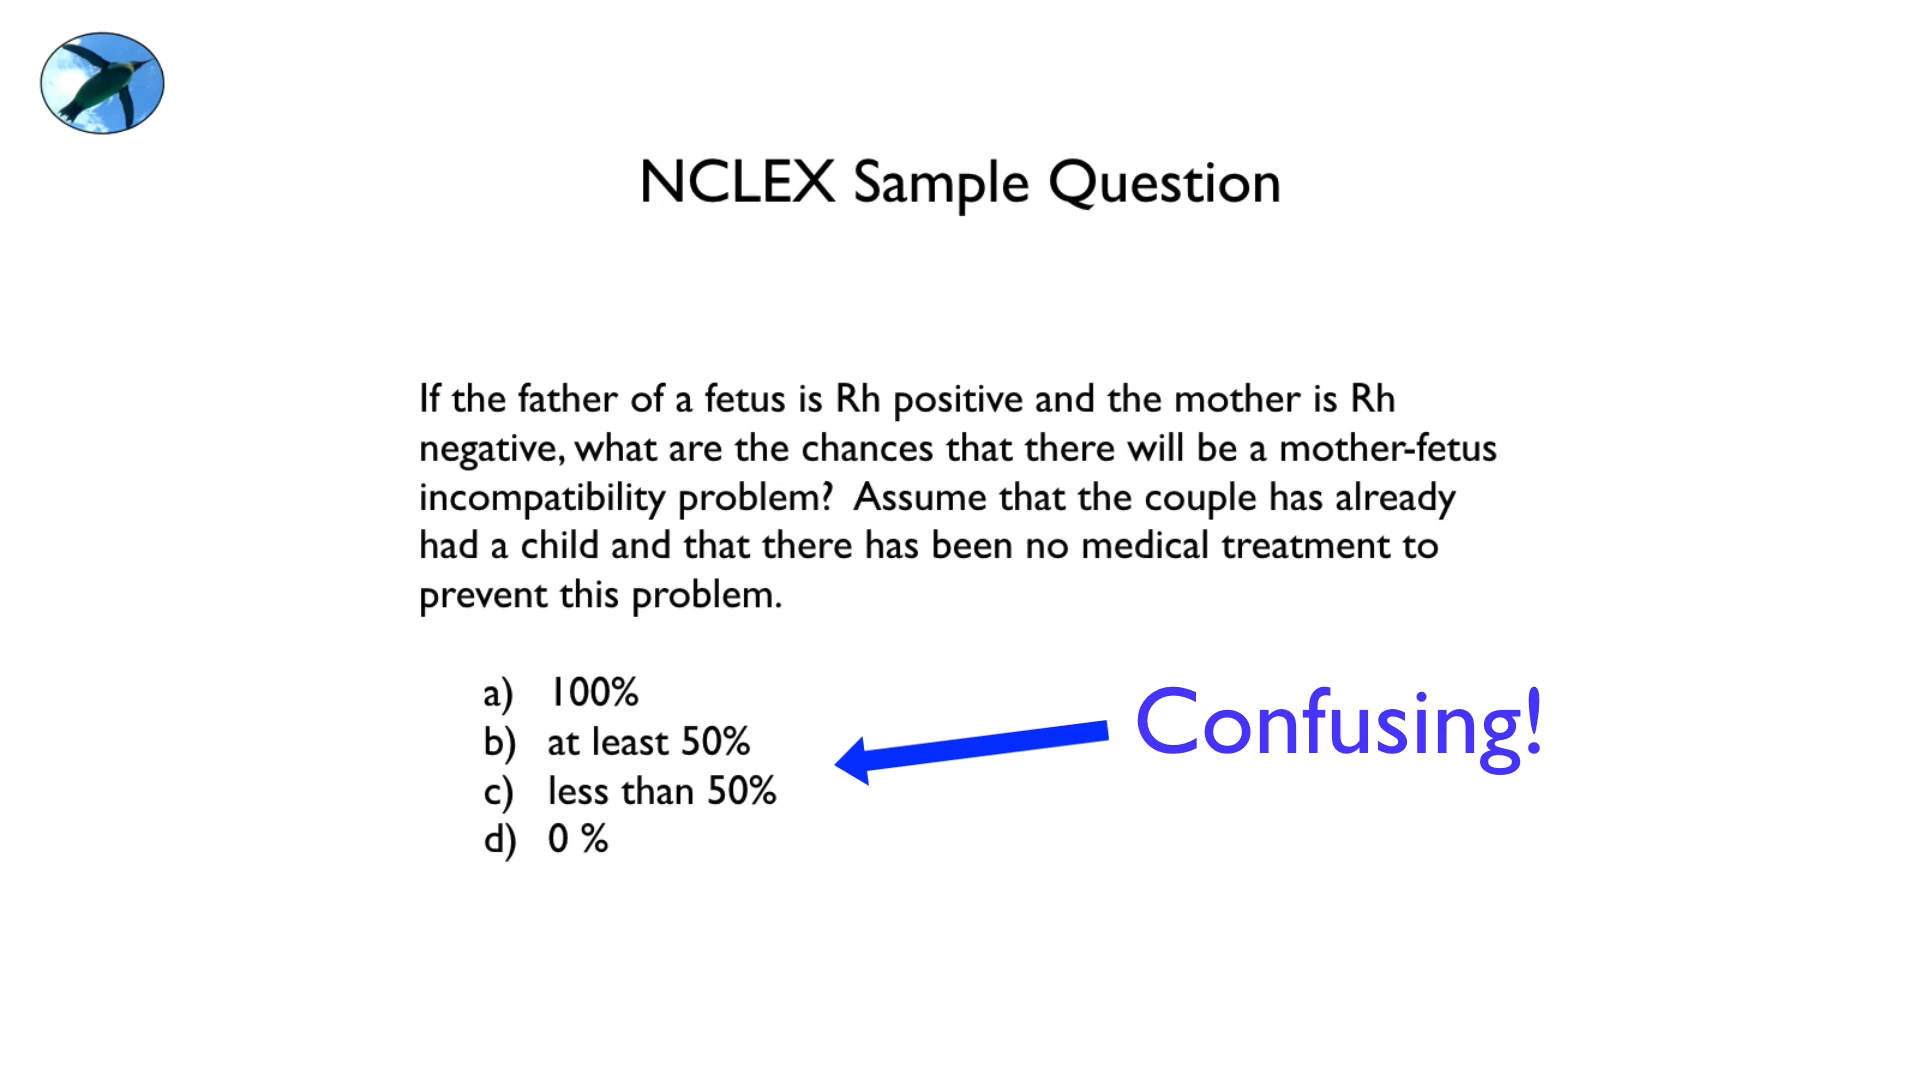 NCLEX Sample Question
If the father of a fetus is Rh positive and the mother is Rh
negative, what are the chances that there will be a mother-fetus
incompatibility problem?  Assume that the couple has already
had a child and that there has been no medical treatment to
prevent this problem.
a) 100%
b) at least 50%
c) less than 50%
d) 0 %
Confusing!